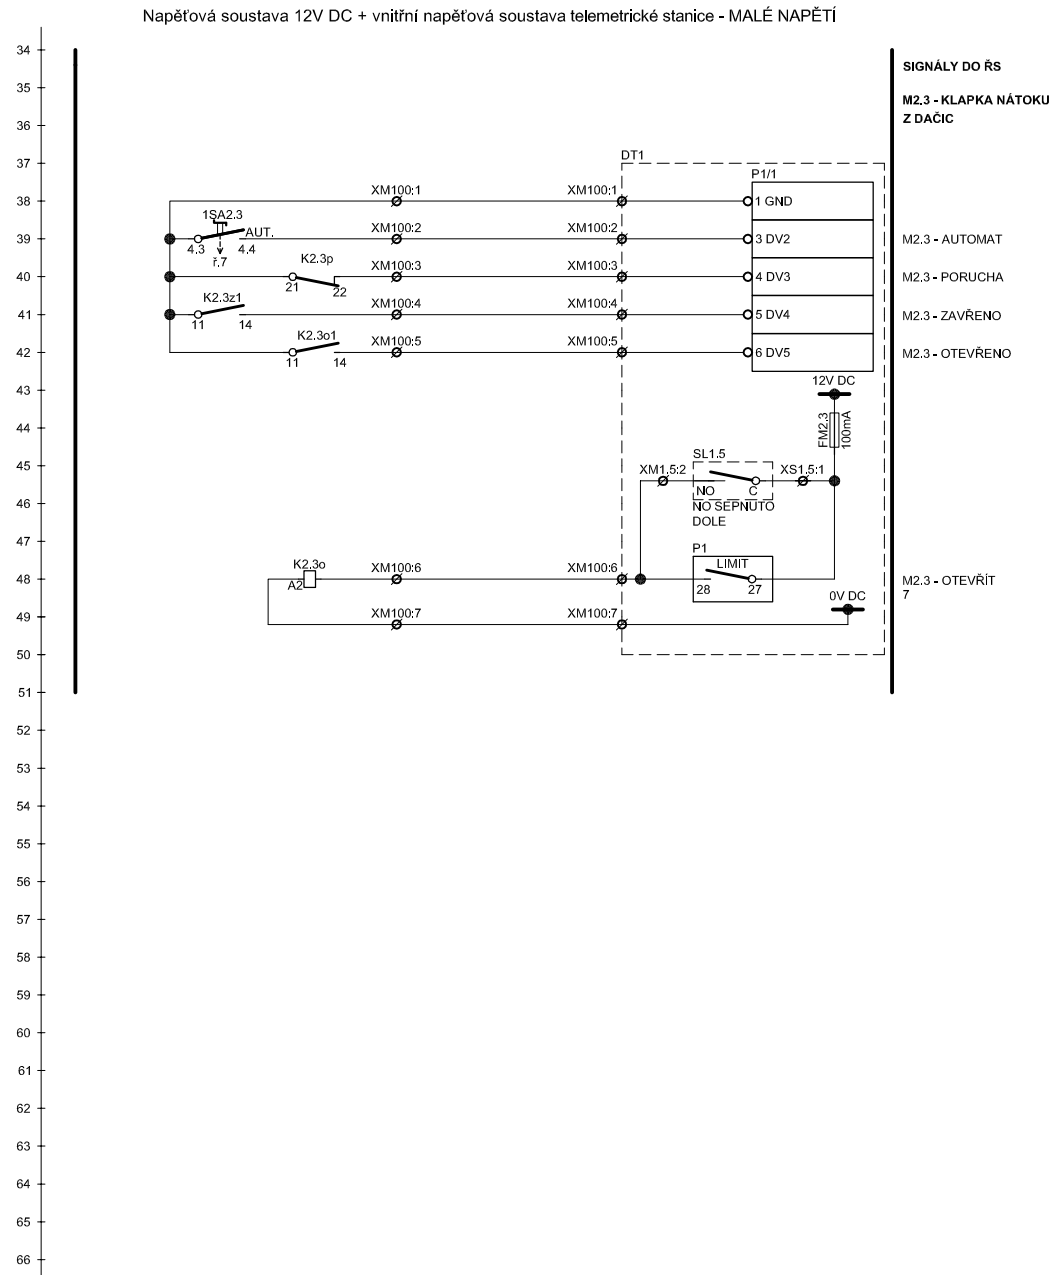 Napěťová soustava 12V DC + vnitřní napěťová soustava telemetrické stanice - MALÉ NAPĚTÍ
34
SIGNÁLY DO ŘS
35
M2.3 - KLAPKA NÁTOKU
36
Z DAČIC
37
DT1
P1/1
38
XM100:1
XM100:1
1 GND
1SA2.3
AUT.
39
4.3
4.4
XM100:2
XM100:2
3 DV2
M2.3 - AUTOMAT
ř.7
K2.3p
40
21
22
XM100:3
XM100:3
4 DV3
M2.3 - PORUCHA
K2.3z1
41
11
14
XM100:4
XM100:4
5 DV4
M2.3 - ZAVŘENO
K2.3o1
42
11
14
XM100:5
XM100:5
6 DV5
M2.3 - OTEVŘENO
43
12V DC
44
FM2.3
100mA
45
SL1.5
XM1.5:2
XS1.5:1
46
NO
C
NO SEPNUTO
DOLE
47
P1
LIMIT
48
K2.3o
A2
XM100:6
XM100:6
28
27
M2.3 - OTEVŘÍT
7
49
XM100:7
XM100:7
0V DC
50
51
52
53
54
55
56
57
58
59
60
61
62
63
64
65
66